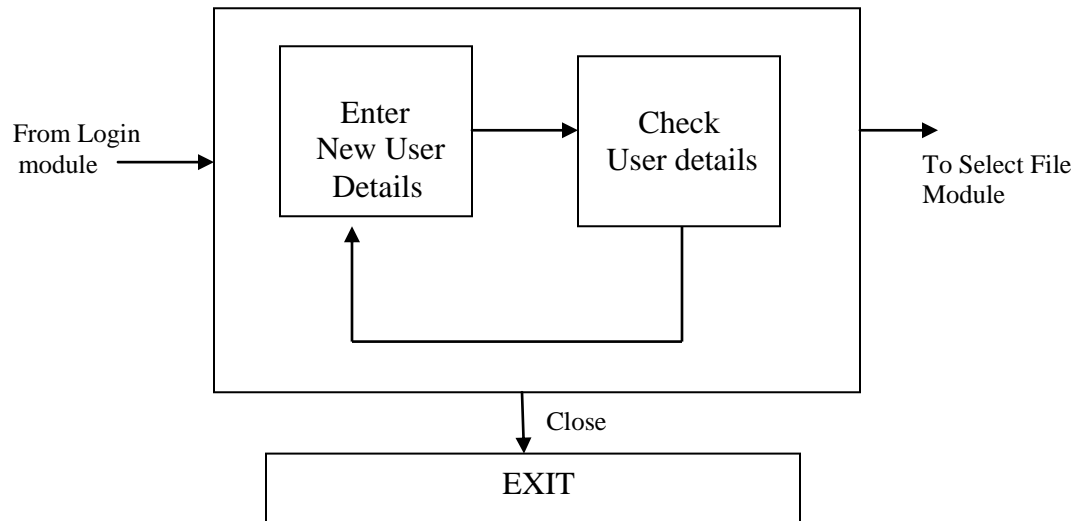 From Login
module
Enter
New User
Details
Check
User details
To Select File
Module
Close
EXIT